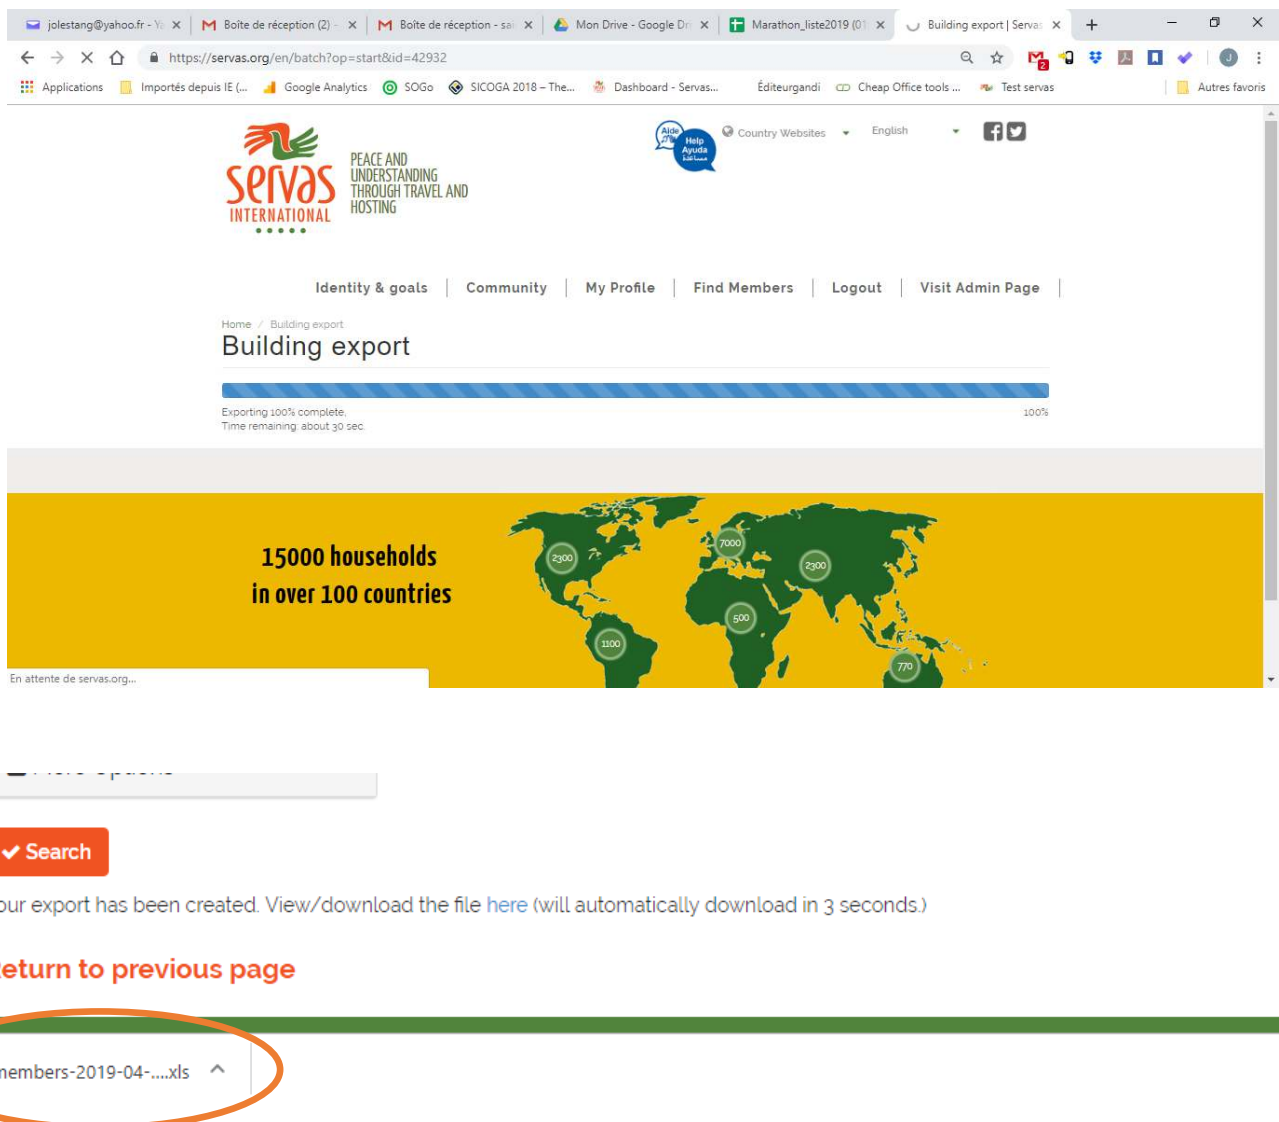 jolestang@yahoo.fr - Ya
Boîte de réception (2) -
Boîte de réception - sa
Mon Drive - Google Dri
Marathon_liste2019 (01
Building export | Servas
https://servas.org/en/batch?op=start&id=42932
2
J
Applications
Importés depuis IE (...
Google Analytics
SOGo
SICOGA 2018 – The...
Dashboard - Servas...
Éditeurgandi
Cheap Office tools ...
Test servas
Autres favoris
servas
INTERNATIONAL
PEACE AND
UNDERSTANDING
THROUGH TRAVEL AND
HOSTING
Aide
Help
Ayuda
Country Websites
English
Identity & goals
Community
My Profile
Find Members
Logout
Visit Admin Page
Home / Building export
Building export
Exporting 100% complete.
100%
Time remaining: about 30 sec.
15000 households
in over 100 countries
2300
7000
2300
500
1100
770
En attente de servas.org...
Search
our export has been created. View/download the file here (will automatically download in 3 seconds.)
eturn to previous page
members-2019-04-....xls